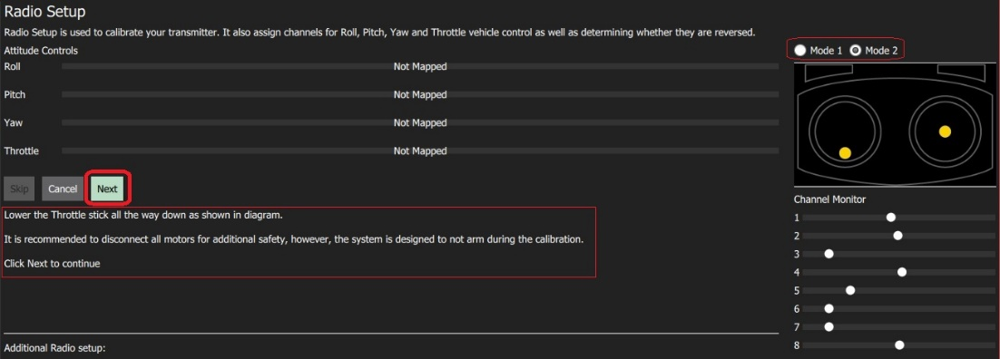 Radio Setup
Radio Setup is used to calibrate your transmitter. It also assign channels for Roll, Pitch, Yaw and Throttle vehicle control as well as determining whether they are reversed.
Attitude Controls
Roll Not Mapped
Pitch Not Mapped
Yaw Not Mapped
Throttle Not Mapped
Skip Cancel Next
Lower the Throttle stick all the way down as shown in diagram.
It is recommended to disconnect all motors for additional safety, however, the system is designed to not arm during the calibration.
Click Next to continue
Additional Radio setup:
Mode 1 Mode 2
Channel Monitor
1
2
3
4
5
6
7
8